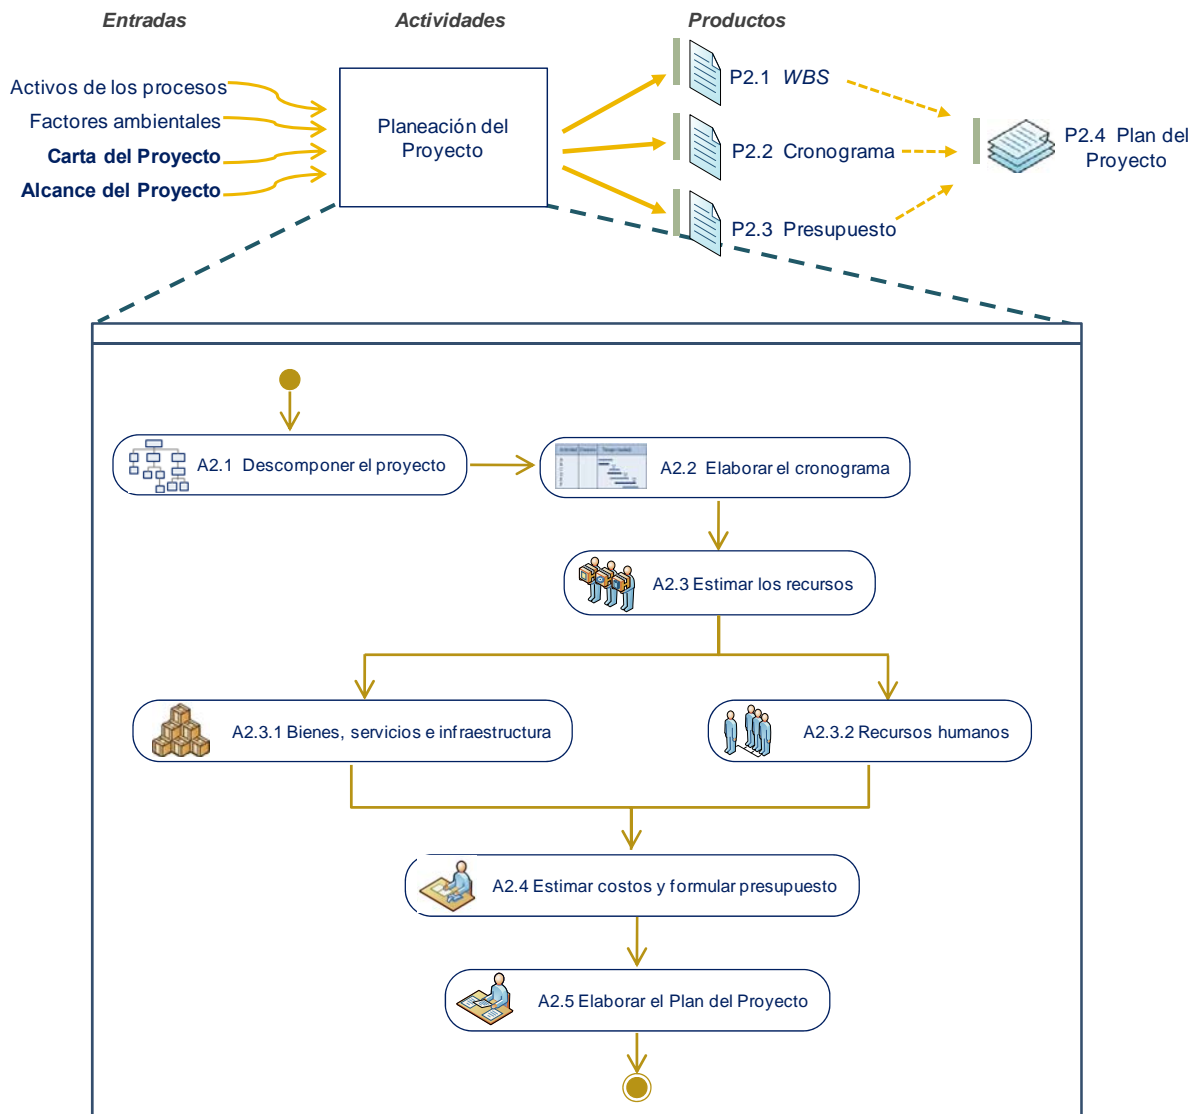 Entradas
Actividades
Productos
Activos de los procesos
Factores ambientales
Carta del Proyecto
Alcance del Proyecto
Planeación del
Proyecto
P2.1 WBS
P2.2 Cronograma
P2.3 Presupuesto
P2.4 Plan del
Proyecto
A2.1 Descomponer el proyecto
A2.2 Elaborar el cronograma
A2.3 Estimar los recursos
A2.3.1 Bienes, servicios e infraestructura
A2.3.2 Recursos humanos
A2.4 Estimar costos y formular presupuesto
A2.5 Elaborar el Plan del Proyecto